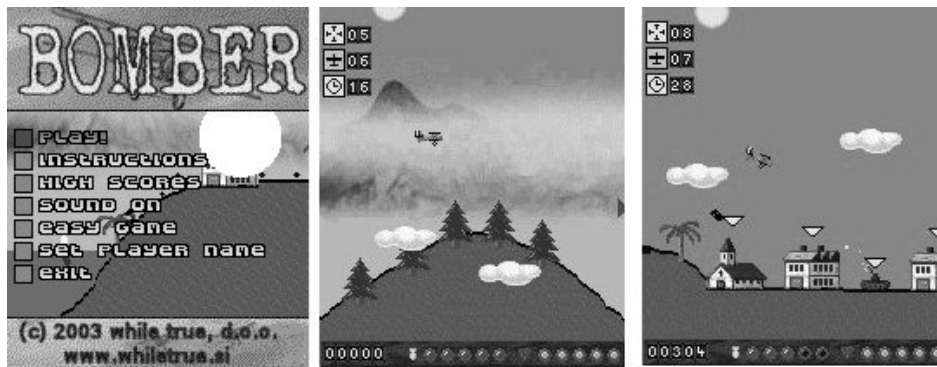 BOMBER
PLAY!
INSTRUCTIONS
HIGH SCORES
SOUND ON
EASY GAME
SET PLAYER NAME
EXIT
(c) 2003 while true, d.o.o.
www.whiletrue.si
05
06
16
00000
08
07
28
00304